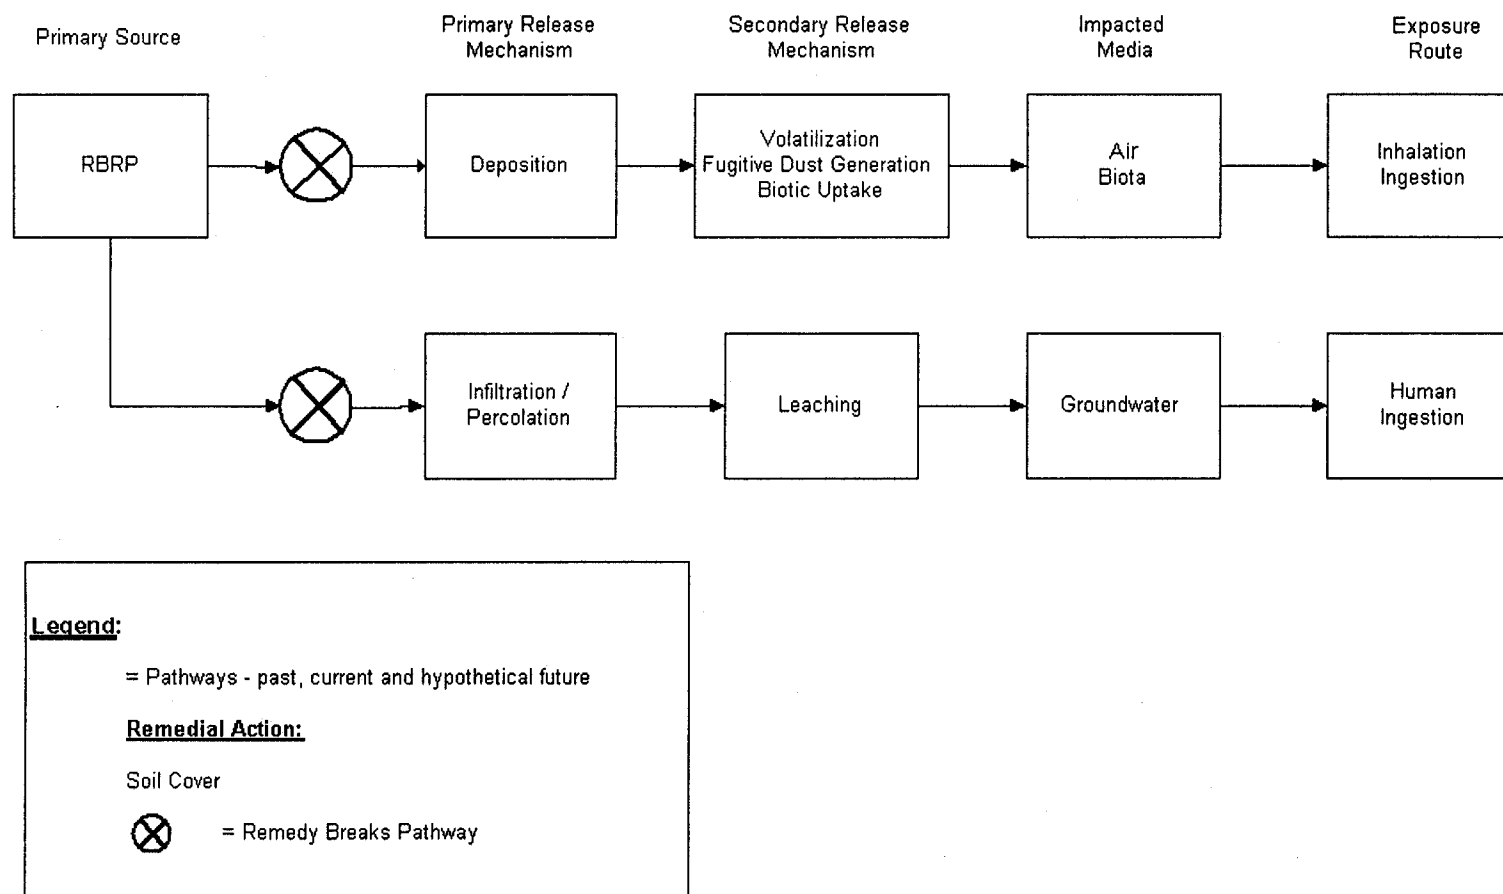 Primary Source
Primary Release
Mechanism
Secondary Release
Mechanism
Impacted
Media
Exposure
Route
RBRP
Deposition
Volatilization
Fugitive Dust Generation
Biotic Uptake
Air
Biota
Inhalation
Ingestion
Infiltration /
Percolation
Leaching
Groundwater
Human
Ingestion
Legend:
= Pathways - past, current and hypothetical future
Remedial Action:
Soil Cover
= Remedy Breaks Pathway